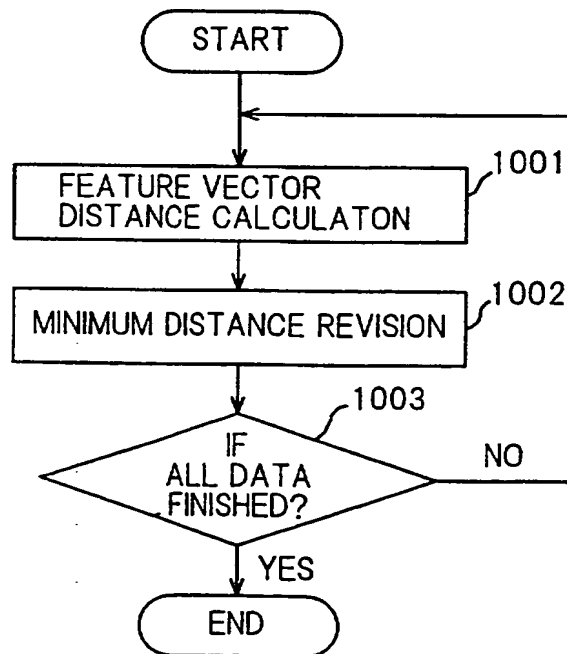 START
1001
FEATURE VECTOR
DISTANCE CALCULATON
1002
MINIMUM DISTANCE REVISION
1003
IF
ALL DATA
FINISHED?
NO
YES
END